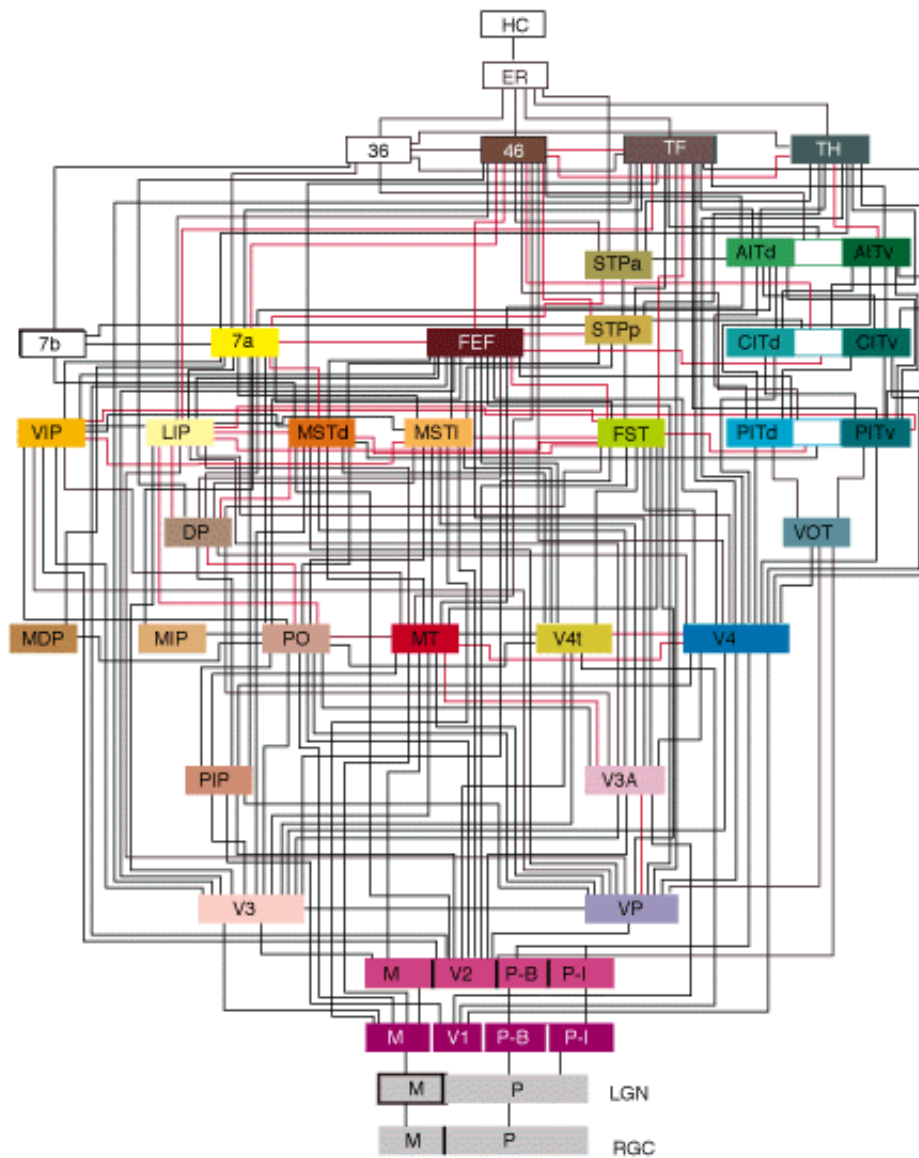 HC
ER
36 46 TF TH
STPa AITd AITv
7b 7a FEF STPp CITd CITv
VIP LIP MSTd MSTl FST PITd PITv
DP VOT
MDP MIP PO MT V4t V4
PIP V3A
V3 VP
M V2 P-B P-I
M V1 P-B P-I
M P LGN
M P RGC